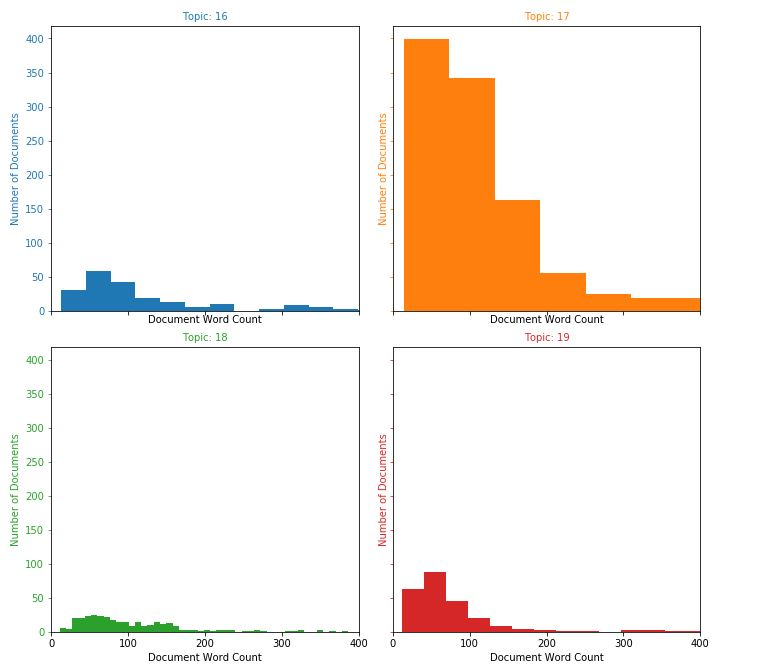 Topic: 16
Topic: 17
400
350
300
250
200
150
100
50
0
Number of Documents
Number of Documents
Document Word Count
Document Word Count
Topic: 18
Topic: 19
400
350
300
250
200
150
100
50
0
Number of Documents
Number of Documents
0 100 200 300 400
0 100 200 300 400
Document Word Count
Document Word Count